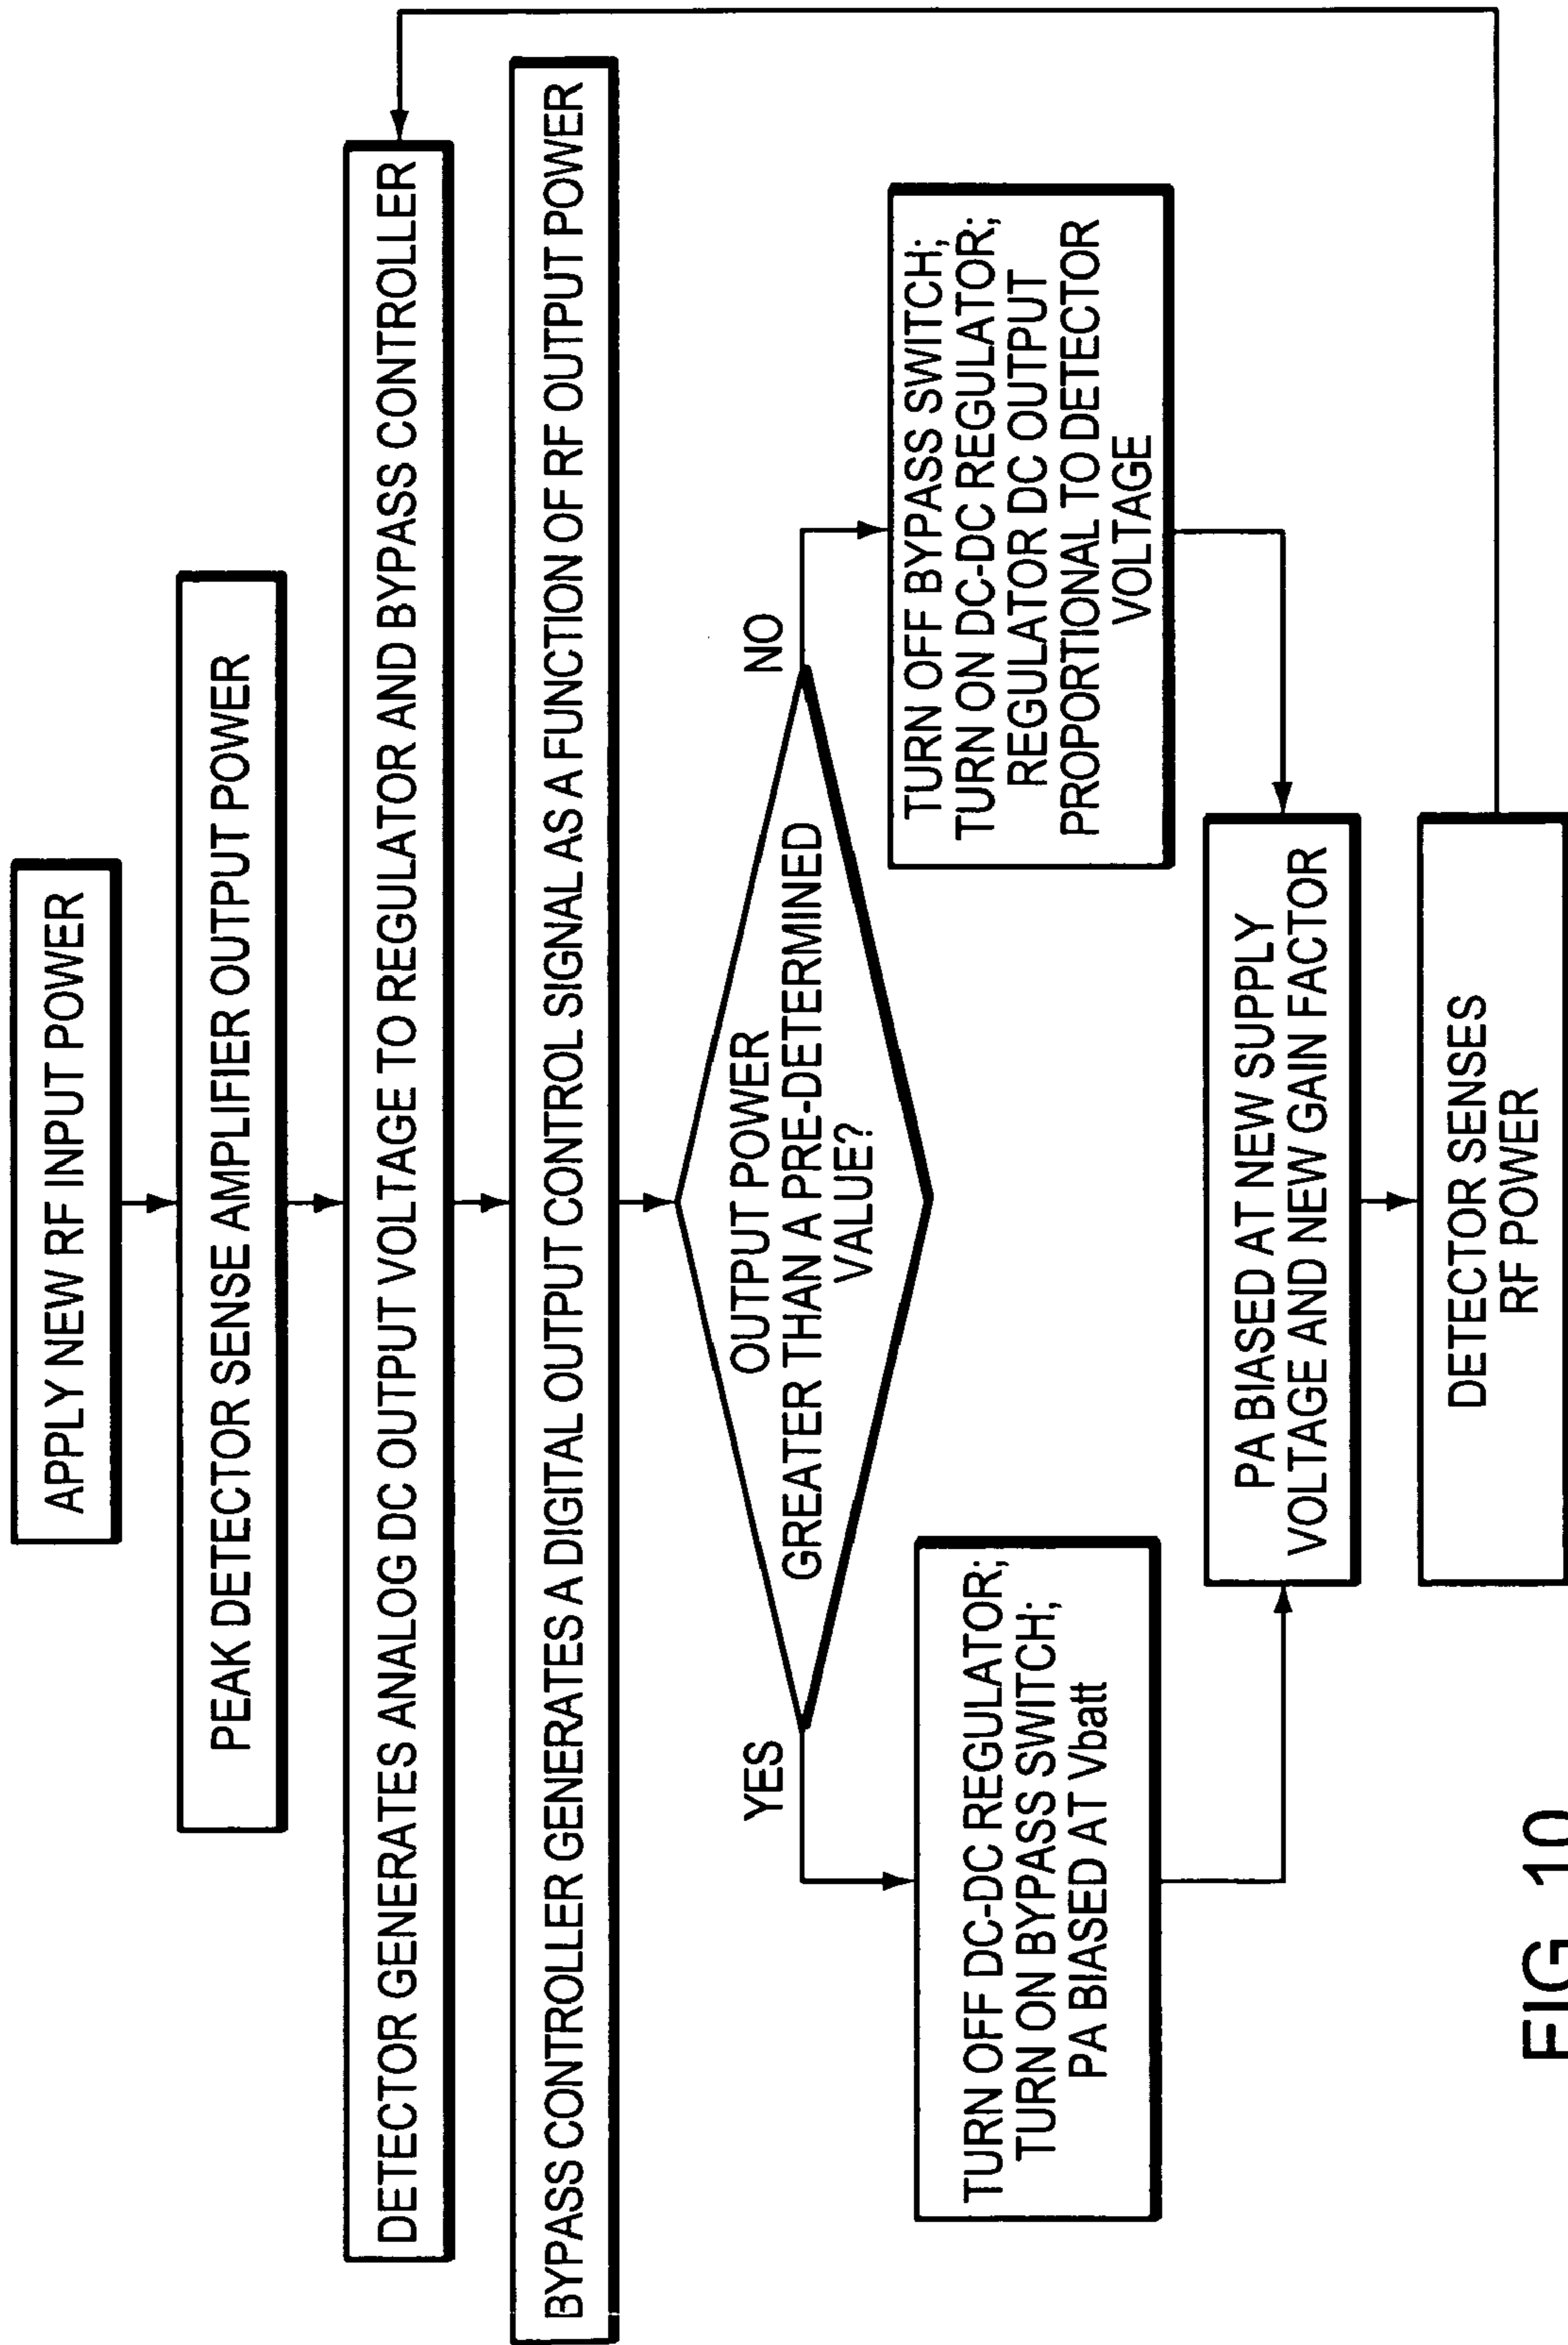 APPLY NEW RF INPUT POWER
PEAK DETECTOR SENSE AMPLIFIER OUTPUT POWER
DETECTOR GENERATES ANALOG DC OUTPUT VOLTAGE TO REGULATOR AND BYPASS CONTROLLER
BYPASS CONTROLLER GENERATES A DIGITAL OUTPUT CONTROL SIGNAL AS A FUNCTION OF RF OUTPUT POWER
OUTPUT POWER
GREATER THAN A PRE-DETERMINED
VALUE?
YES
NO
TURN OFF DC-DC REGULATOR;
TURN ON BYPASS SWITCH;
PA BIASED AT Vbatt
TURN OFF BYPASS SWITCH;
TURN ON DC-DC REGULATOR;
REGULATOR DC OUTPUT
PROPORTIONAL TO DETECTOR
VOLTAGE
PA BIASED AT NEW SUPPLY
VOLTAGE AND NEW GAIN FACTOR
DETECTOR SENSES
RF POWER
FIG. 10